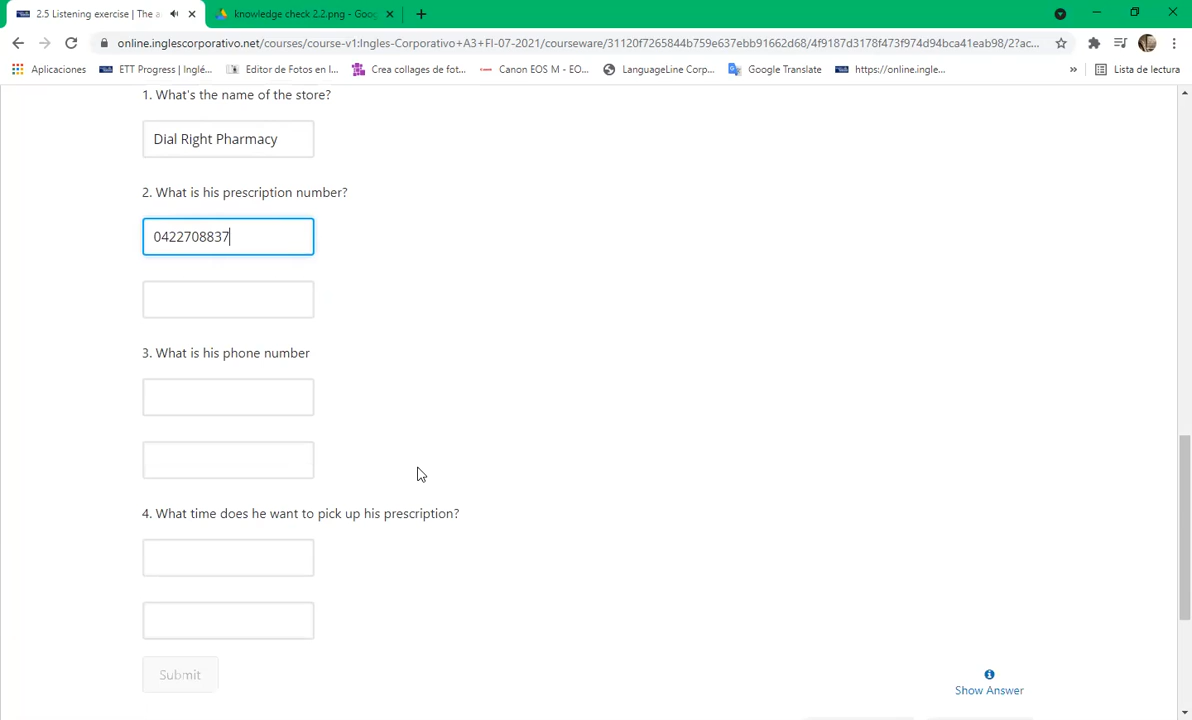 2.5 Listening exercise | The a
knowledge check 2.2.png - Goog
online.inglescorporativo.net/courses/course-v1:Ingles-Corporativo+A3+FI-07-2021/courseware/31120f7265844b759e637ebb91662d68/4f9187d3178f473f974d94bca41eab98/2?ac...
Aplicaciones
ETT Progress | Inglé...
Editor de Fotos en l...
Crea collages de fot...
Canon EOS M - EO...
LanguageLine Corp...
Google Translate
https://online.ingle...
»
Lista de lectura
1. What's the name of the store?
Dial Right Pharmacy
2. What is his prescription number?
0422708837
3. What is his phone number
4. What time does he want to pick up his prescription?
Submit
Show Answer